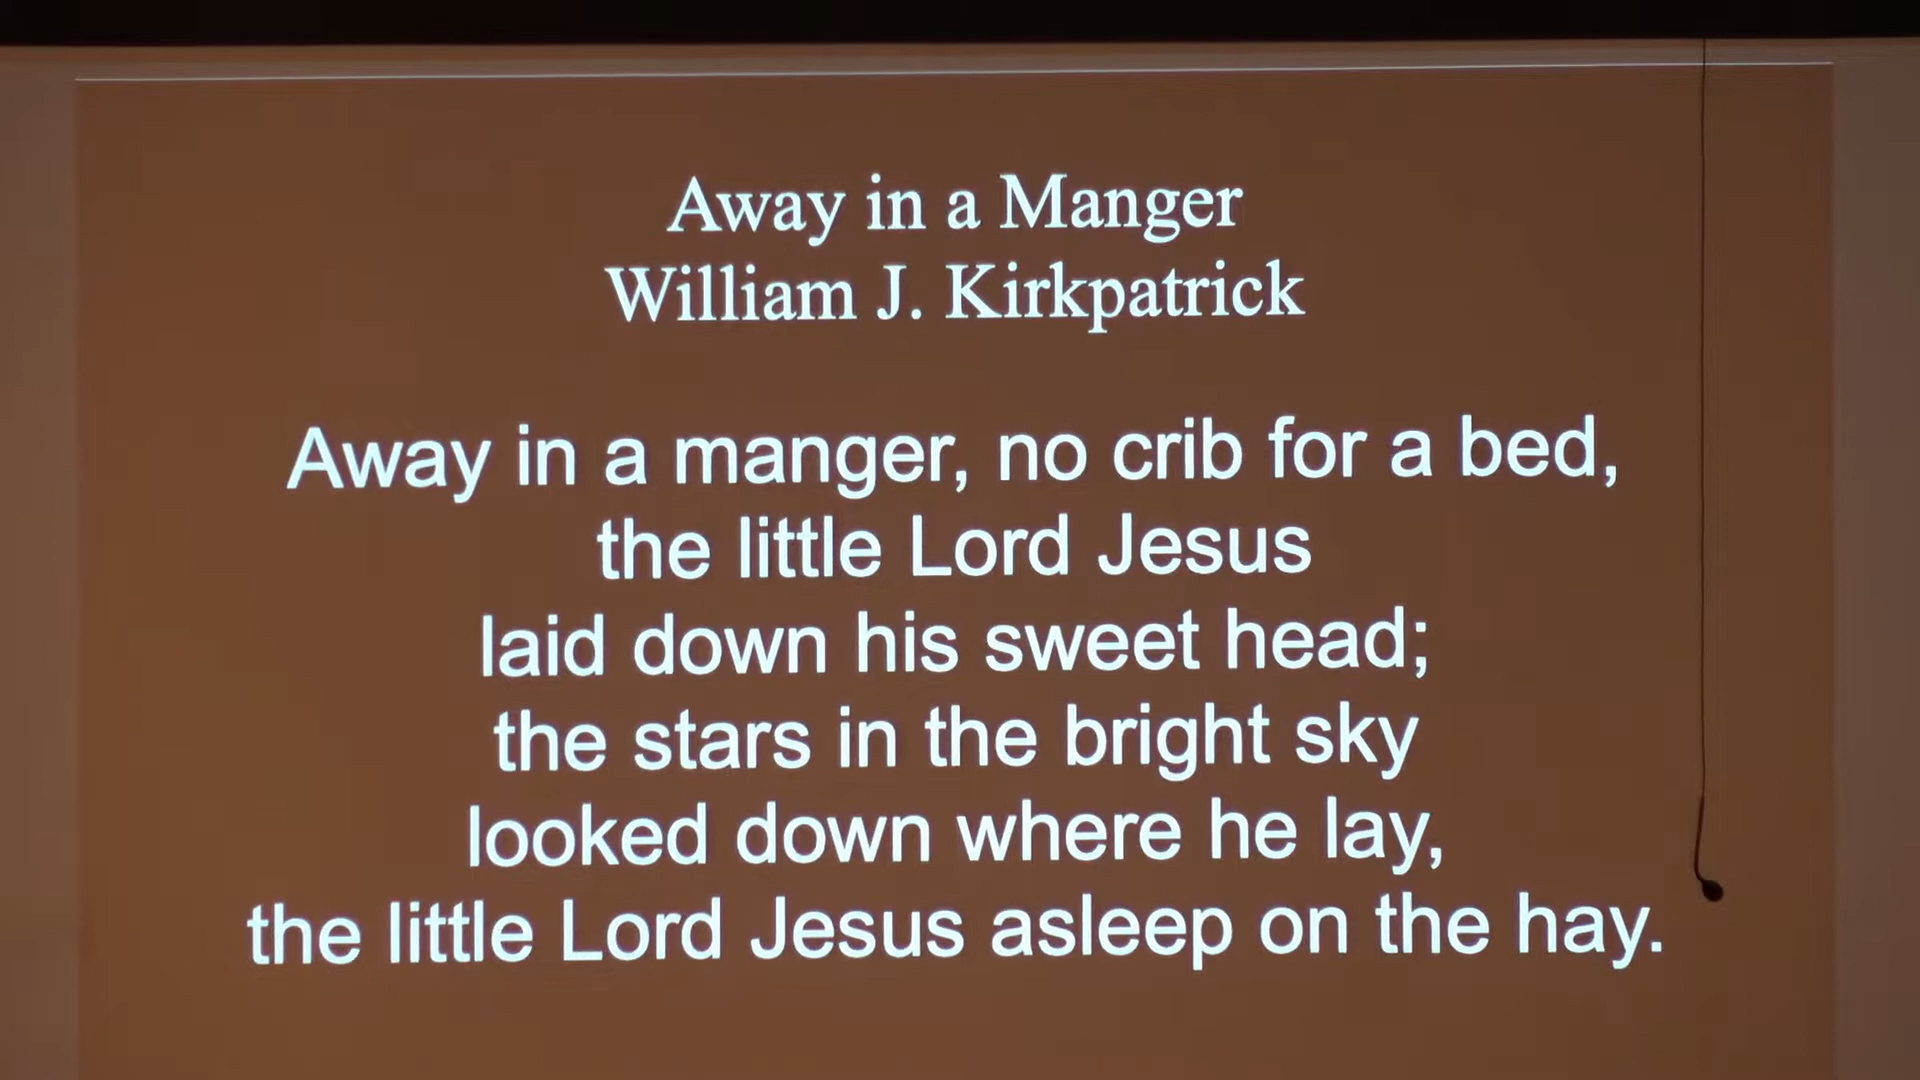 Away in a Manger
William J. Kirkpatrick
Away in a manger, no crib for a bed,
the little Lord Jesus
laid down his sweet head;
the stars in the bright sky
looked down where he lay,
the little Lord Jesus asleep on the hay.